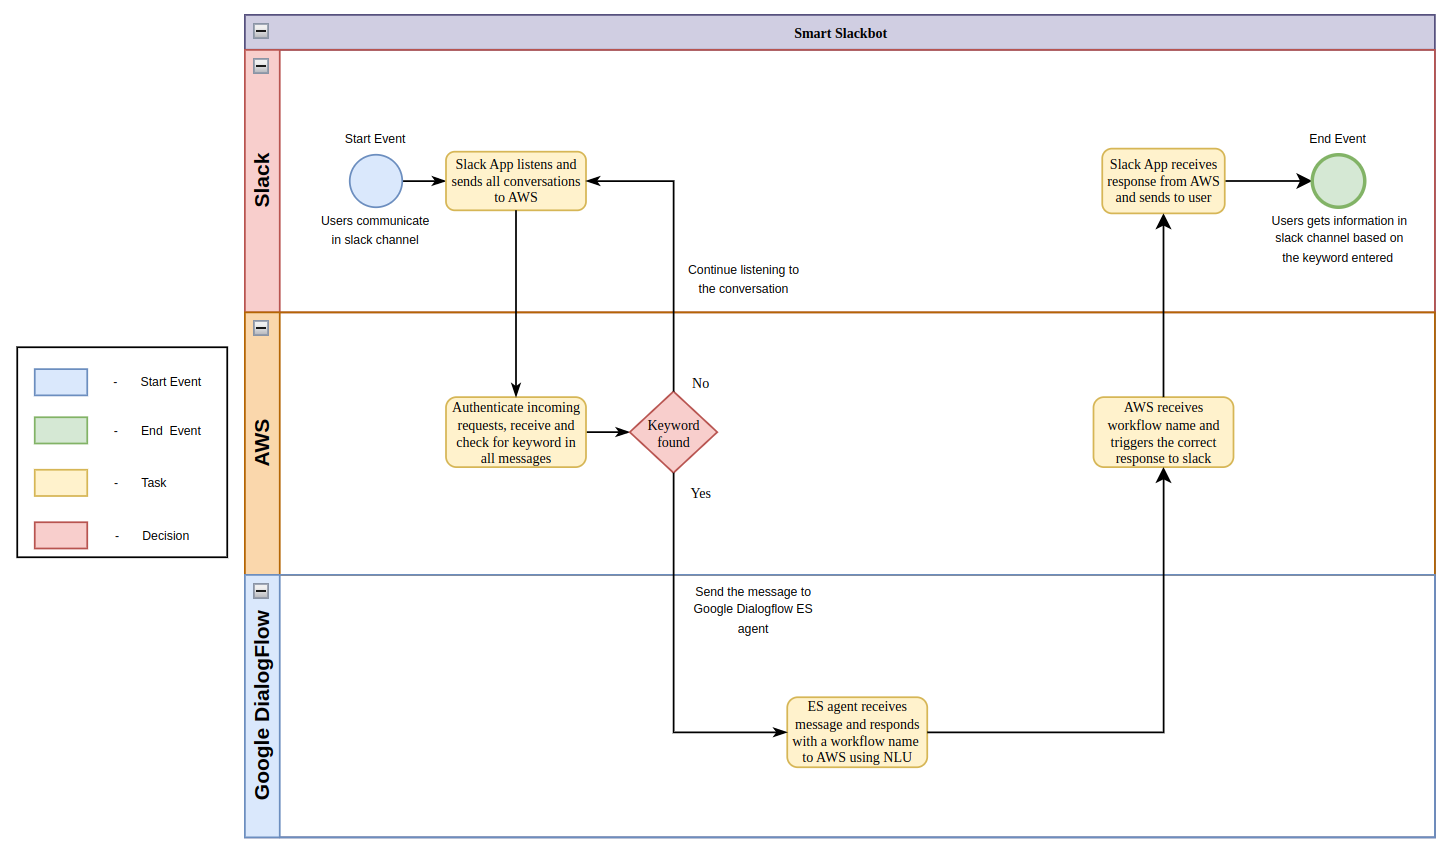 Smart Slackbot
Slack
Start Event
Users communicate
in slack channel
Slack App listens and
sends all conversations
to AWS
Continue listening to
the conversation
Slack App receives
response from AWS
and sends to user
End Event
Users gets information in
slack channel based on
the keyword entered
AWS
Authenticate incoming
requests, receive and
check for keyword in
all messages
Keyword
found
No
Yes
AWS receives
workflow name and
triggers the correct
response to slack
Google DialogFlow
Send the message to
Google Dialogflow ES
agent
ES agent receives
message and responds
with a workflow name
to AWS using NLU
- Start Event
- End  Event
- Task
- Decision